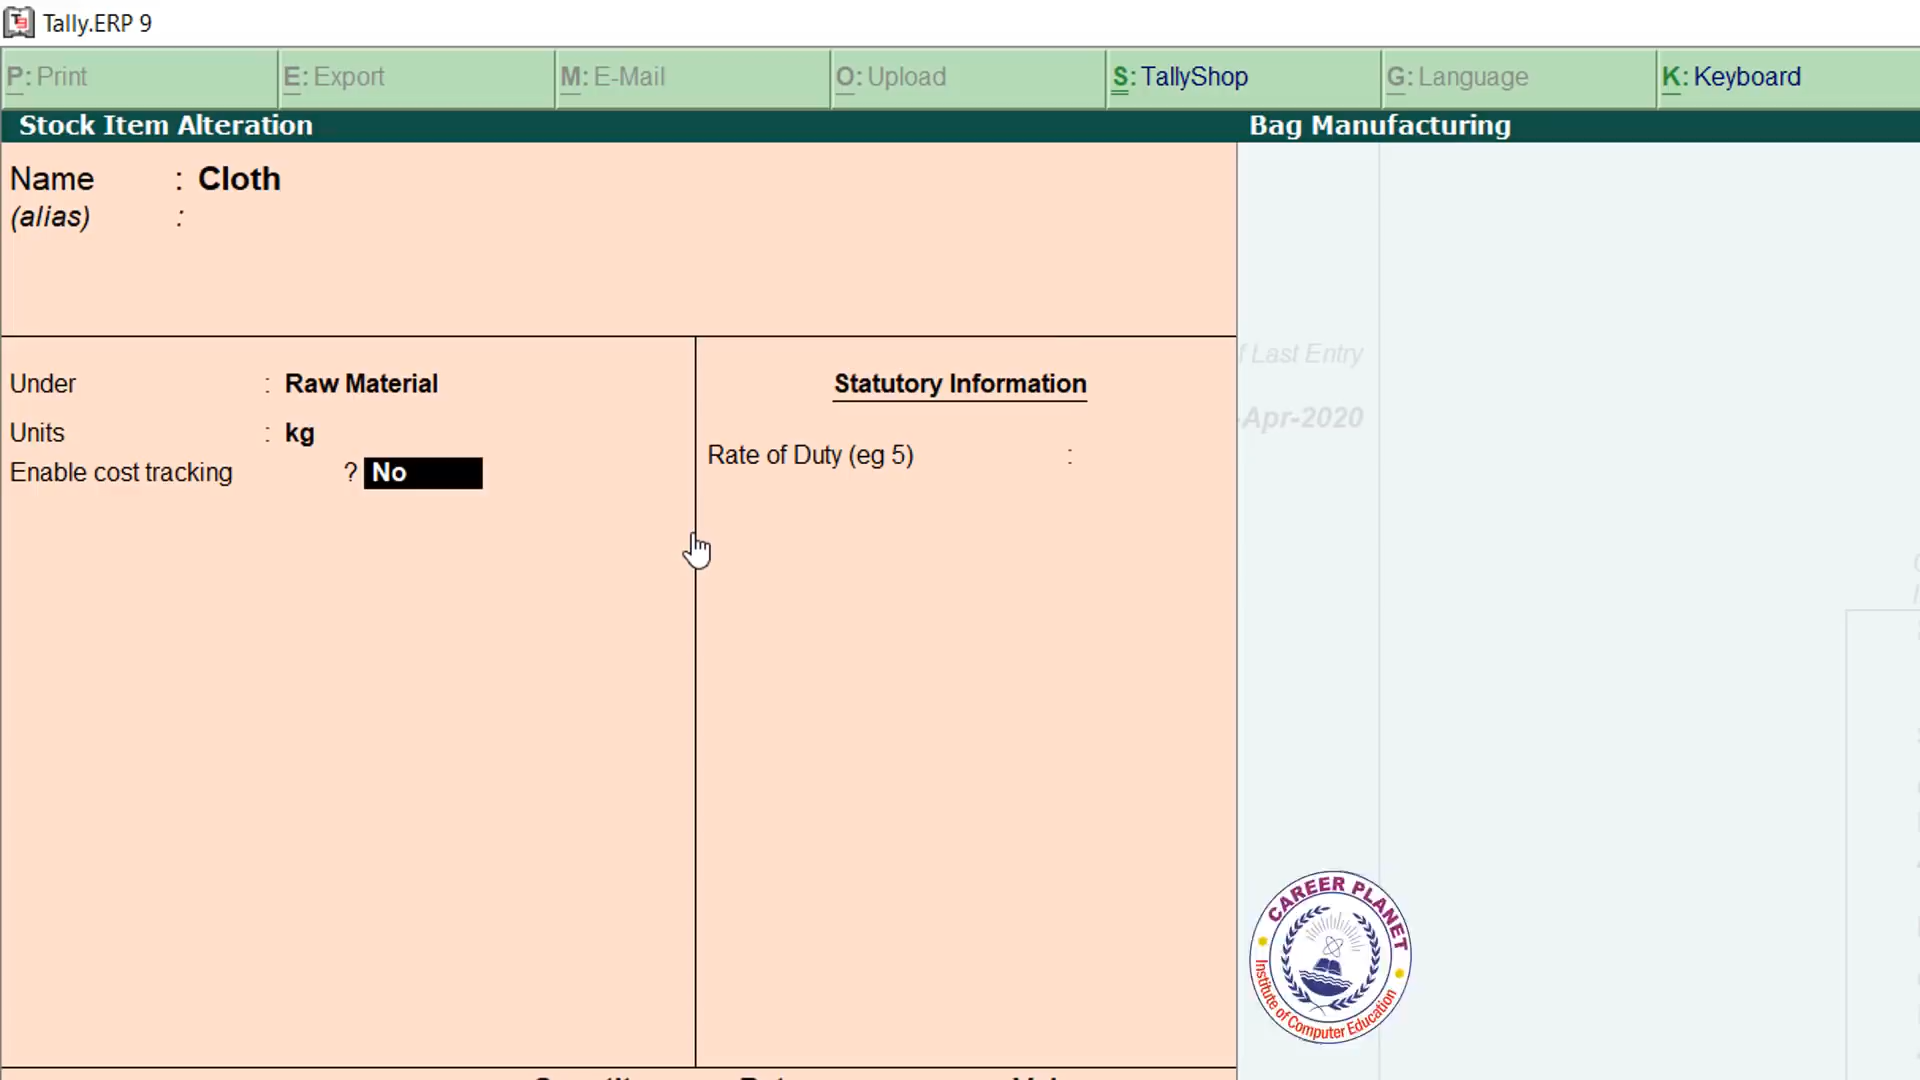 Tally.ERP 9
P: Print
E: Export
M: E-Mail
O: Upload
S: TallyShop
G: Language
K: Keyboard
Stock Item Alteration
Bag Manufacturing
Name : Cloth
(alias) :
Under : Raw Material
Units : kg
Enable cost tracking ? No
Statutory Information
Rate of Duty (eg 5) :
f Last Entry
-Apr-2020
CAREER PLANET
Institute of Computer Education